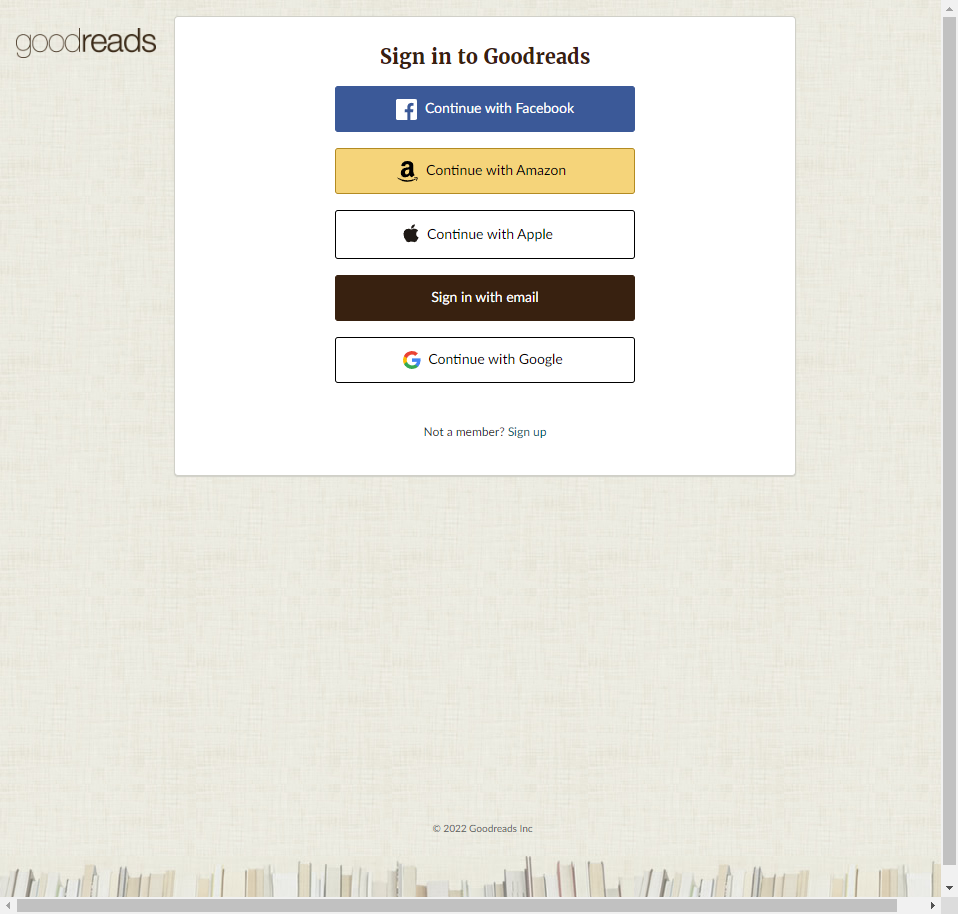 goodreads
Sign in to Goodreads
Continue with Facebook
Continue with Amazon
Continue with Apple
Sign in with email
Continue with Google
Not a member? Sign up
© 2022 Goodreads Inc